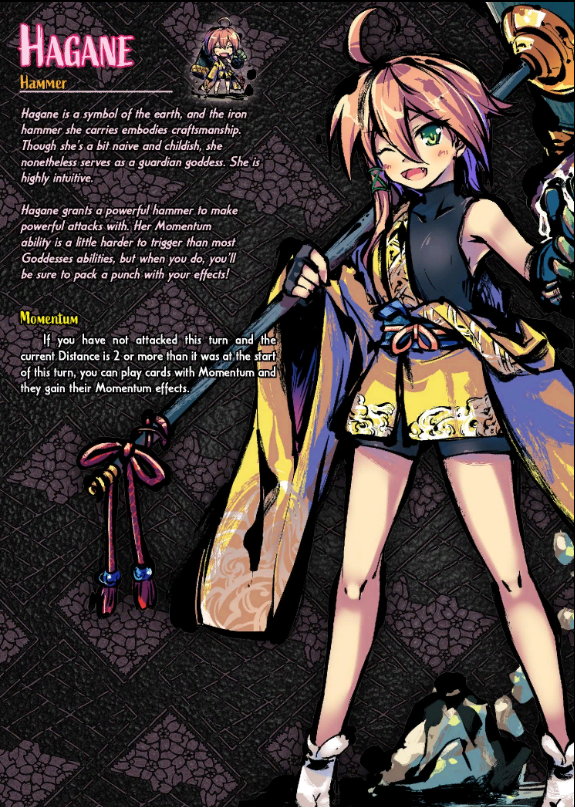 HAGANE
Hammer
Hagane is a symbol of the earth, and the iron
hammer she carries embodies craftsmanship.
Though she's a bit naive and childish, she
nonetheless serves as a guardian goddess. She is
highly intuitive.
Hagane grants a powerful hammer to make
powerful attacks with. Her Momentum
ability is a little harder to trigger than most
Goddesses abilities, but when you do, you'll
be sure to pack a punch with your effects!
Momentum
If you have not attacked this turn and the
current Distance is 2 or more than it was at the start
of this turn, you can play cards with Momentum and
they gain their Momentum effects.